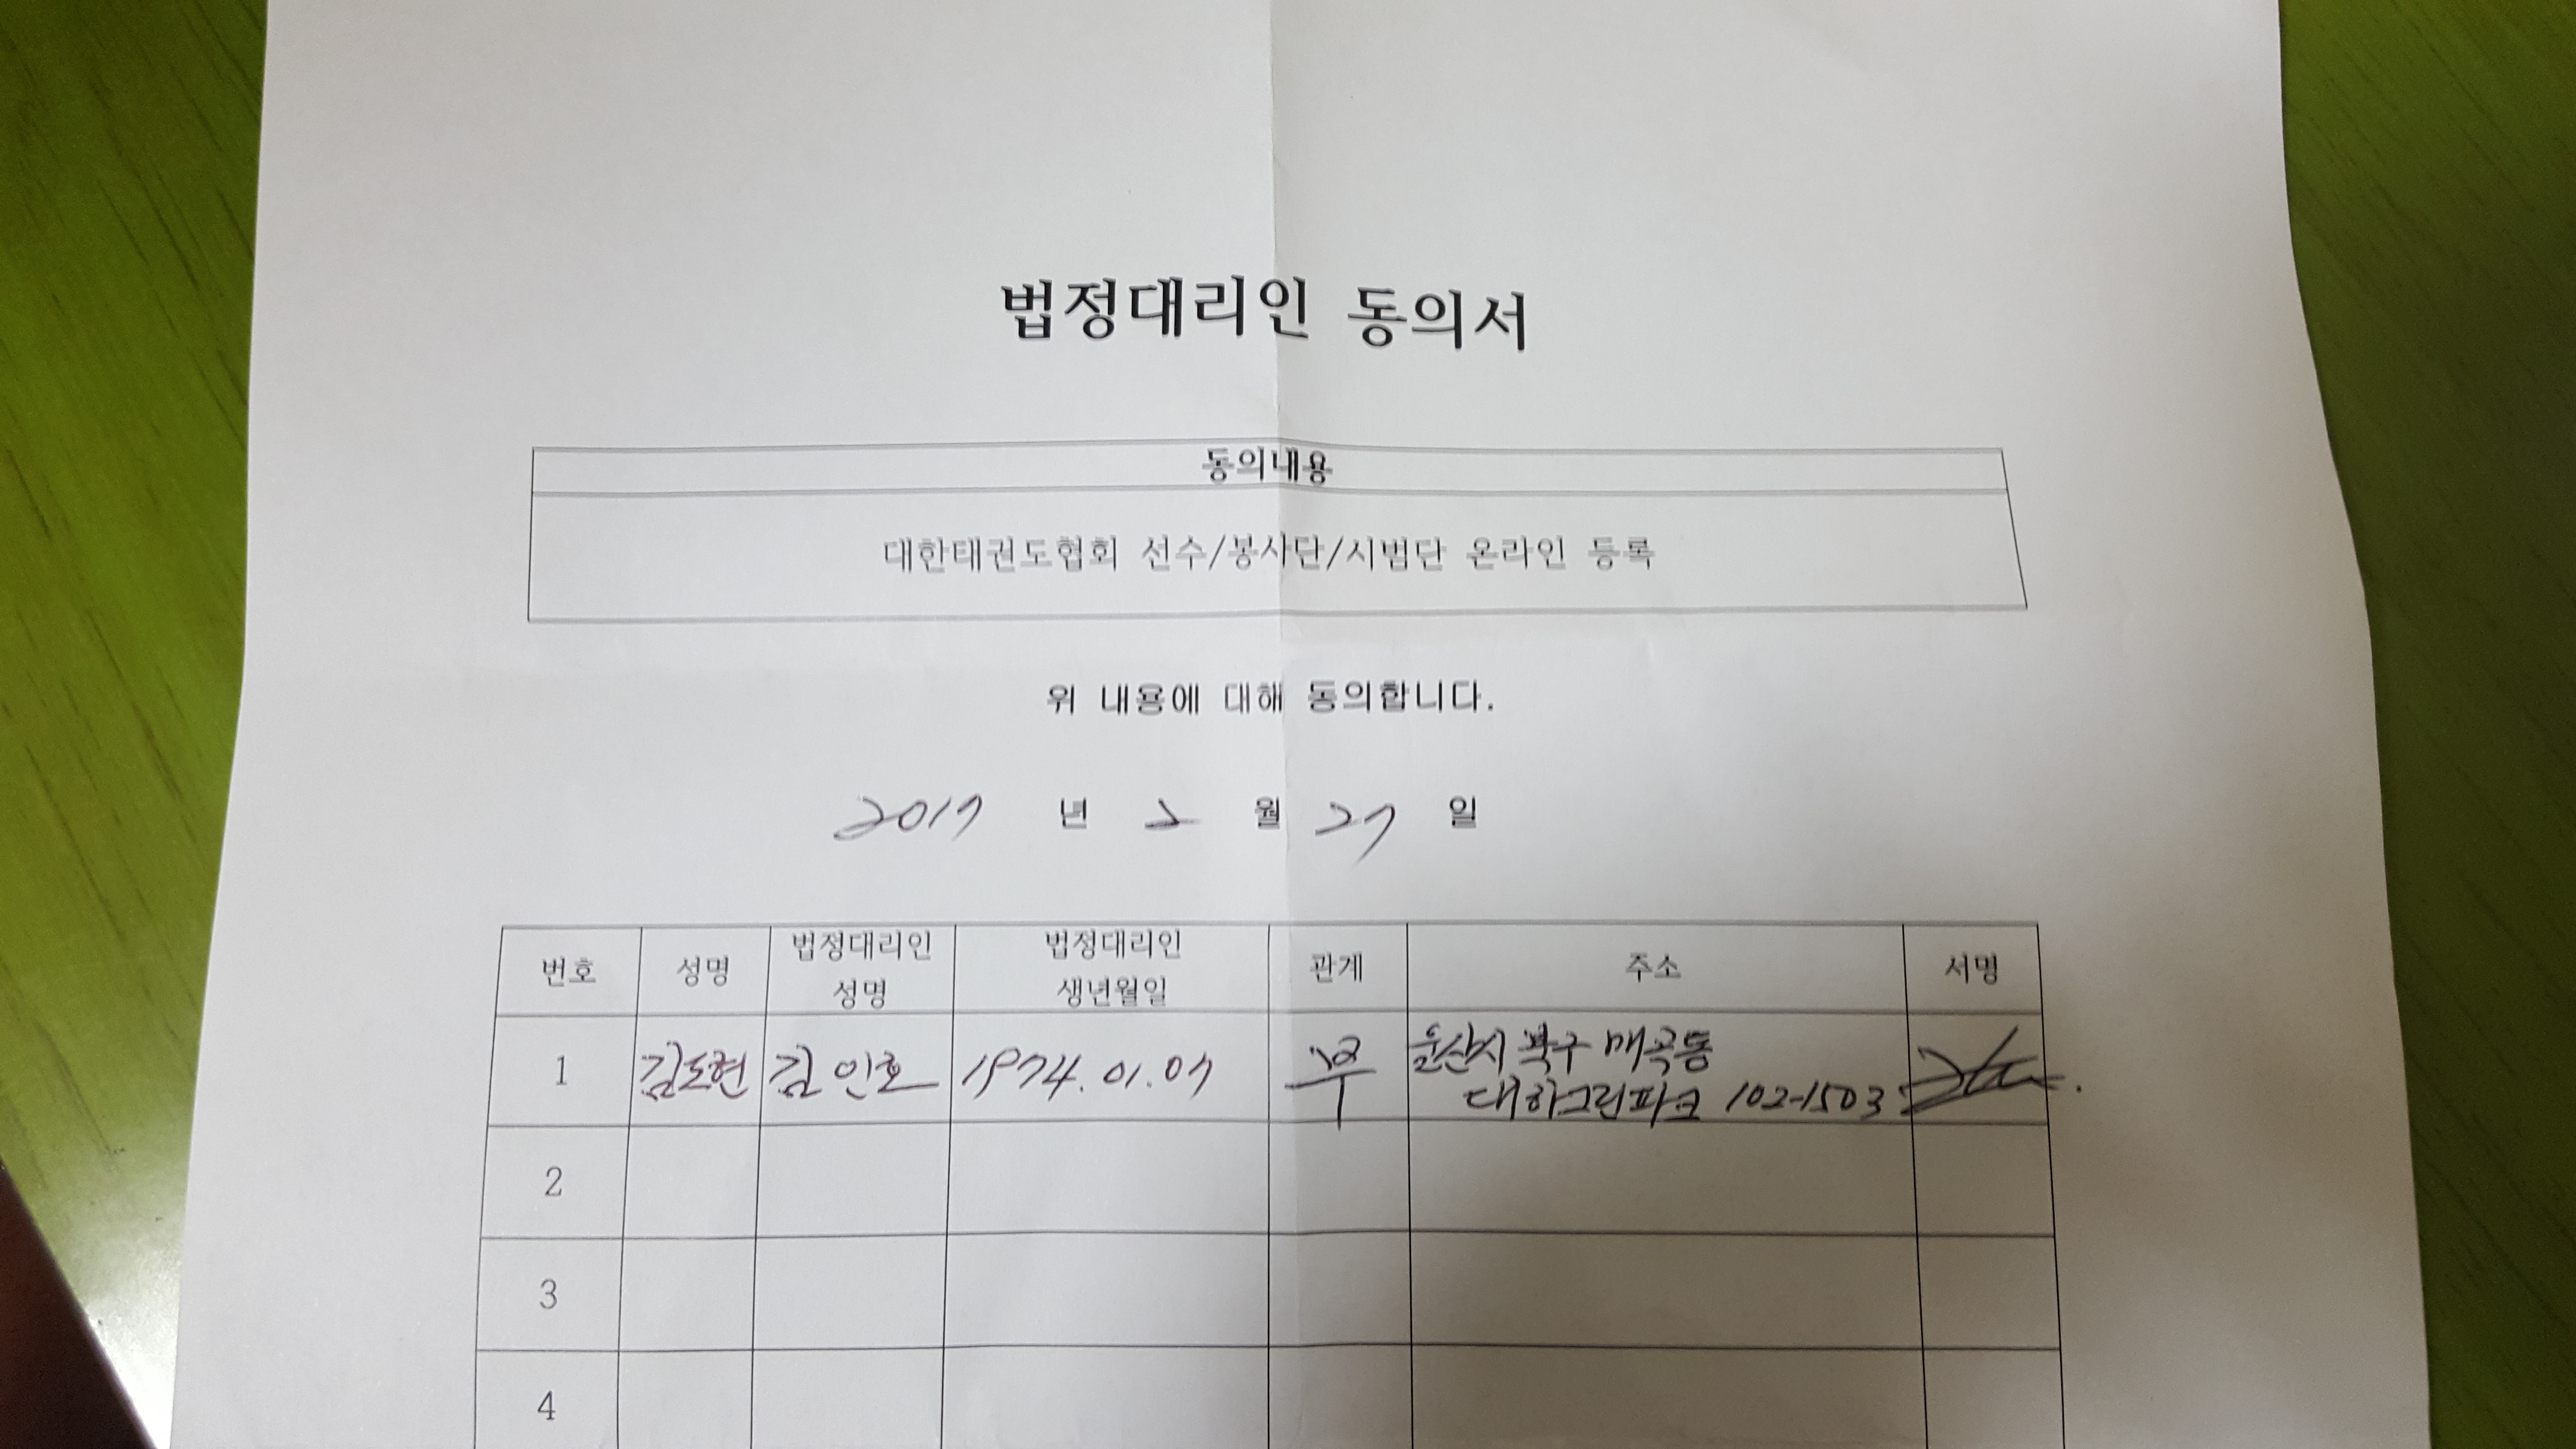 법정대리인 동의서
동의내용
대한태권도협회 선수/봉사단/시범단 온라인 등록
위 내용에 대해 동의합니다.
2017 년 2 월 27 일
번호 성명 법정대리인 성명 법정대리인 생년월일 관계 주소 서명
1 김도현 김인호 1974.01.07 부 울산시 북구 매곡동
대하그린파크 102-1503
2
3
4